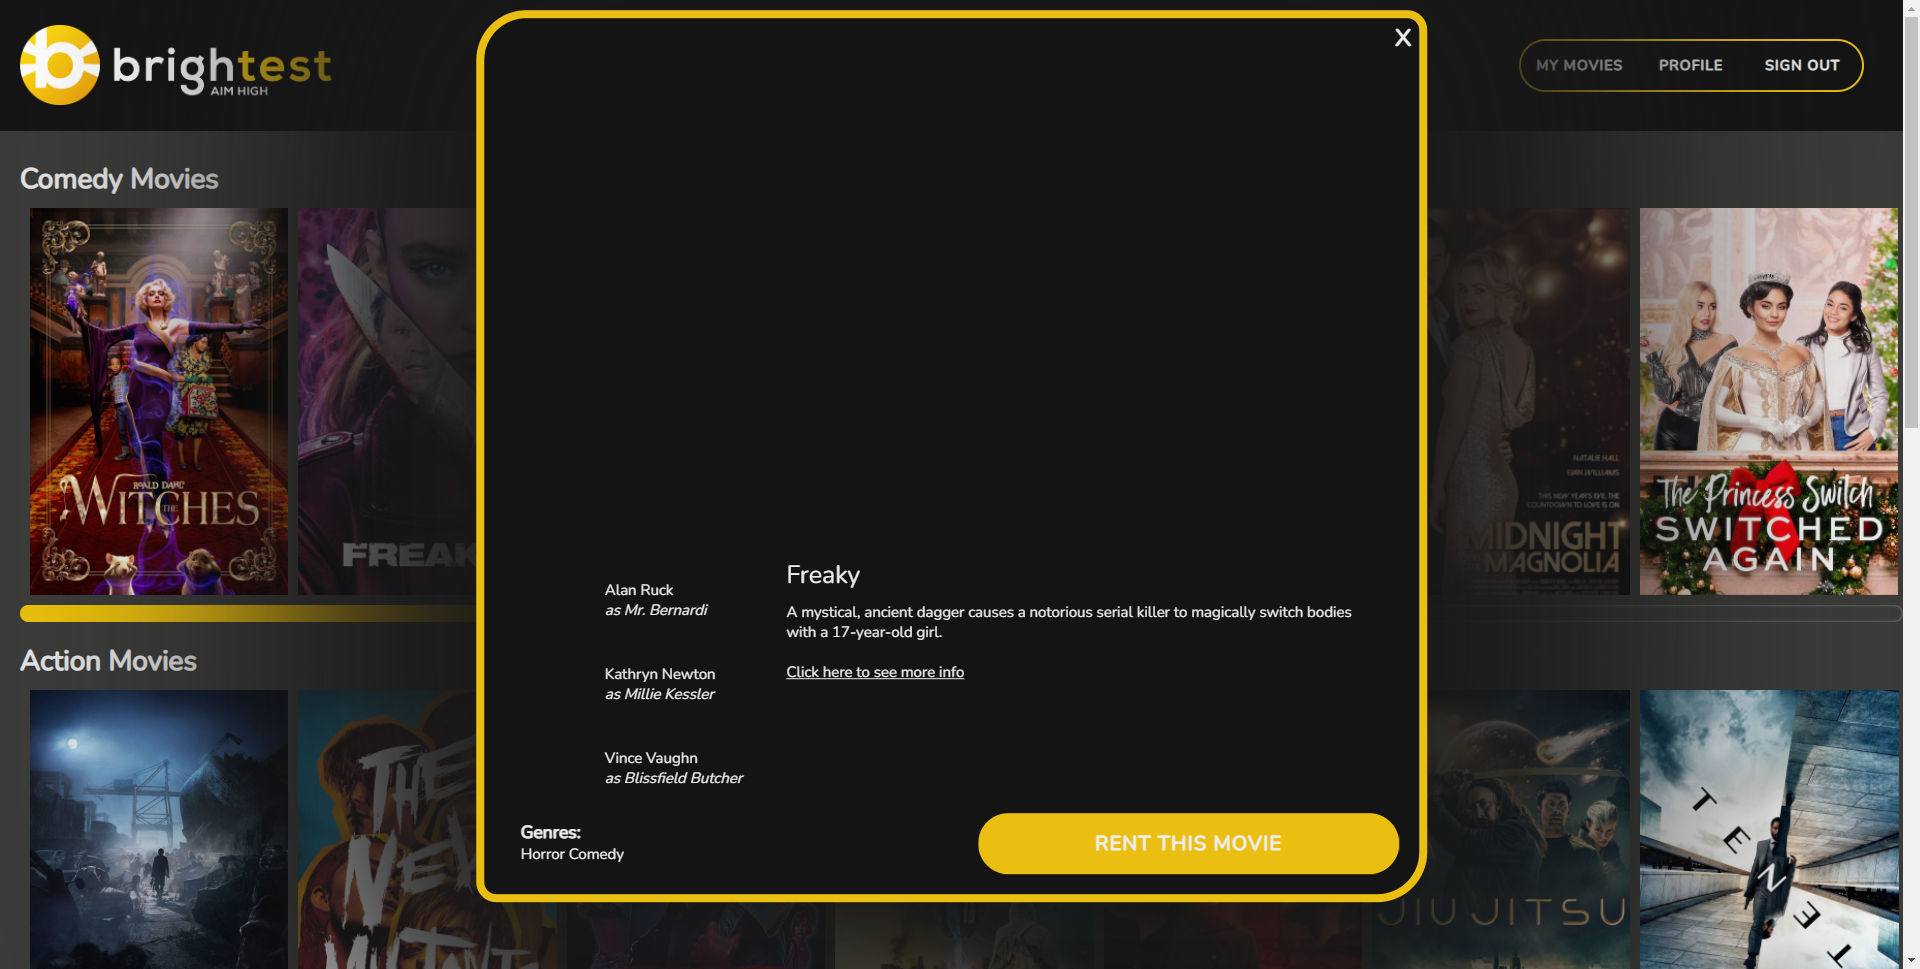 brightest
AIM HIGH
MY MOVIES
PROFILE
SIGN OUT
X
Comedy Movies
ROALD DAHL
THE
WITCHES
FREAK
NATALIE HALL
EVAN WILLIAMS
THIS NEW YEAR'S EVE, THE
COUNTDOWN TO LOVE IS ON
MIDNIGHT
MAGNOLIA
The Princess Switch
SWITCHED
AGAIN
Alan Ruck
as Mr. Bernardi
Kathryn Newton
as Millie Kessler
Vince Vaughn
as Blissfield Butcher
Freaky
A mystical, ancient dagger causes a notorious serial killer to magically switch bodies
with a 17-year-old girl.
Click here to see more info
Genres:
Horror Comedy
RENT THIS MOVIE
Action Movies
THE
NEW
MUTANTS
JIUJITSU
TENET